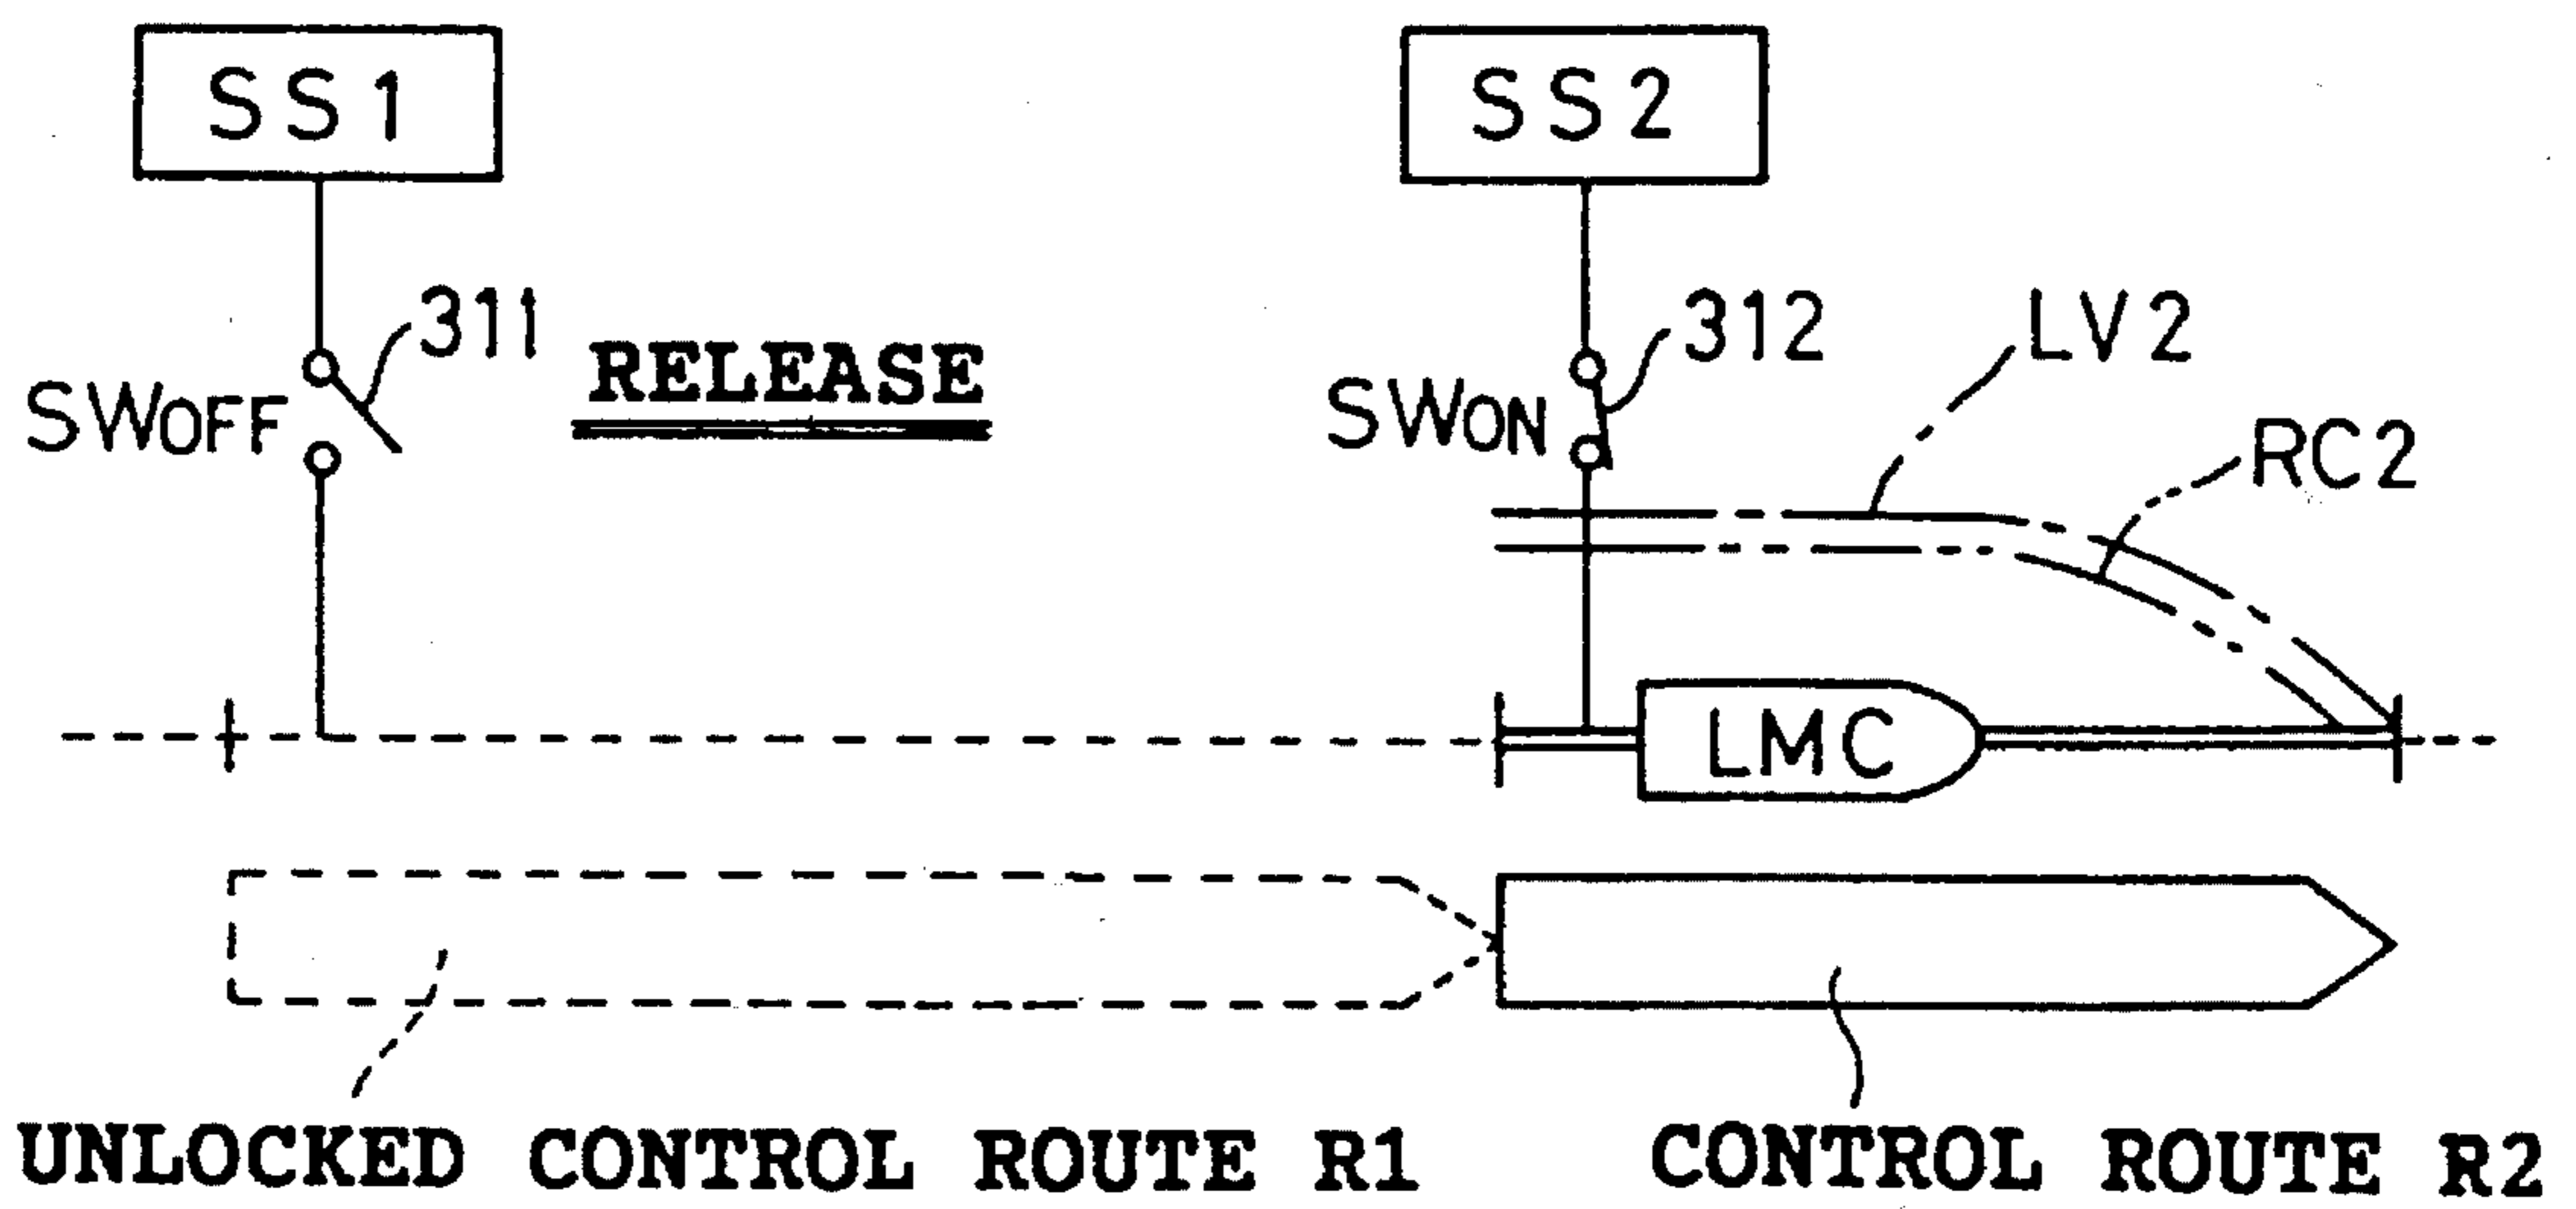 SS1
SS2
311
RELEASE
SWOFF
312
SWON
LV2
RC2
LMC
UNLOCKED CONTROL ROUTE R1
CONTROL ROUTE R2